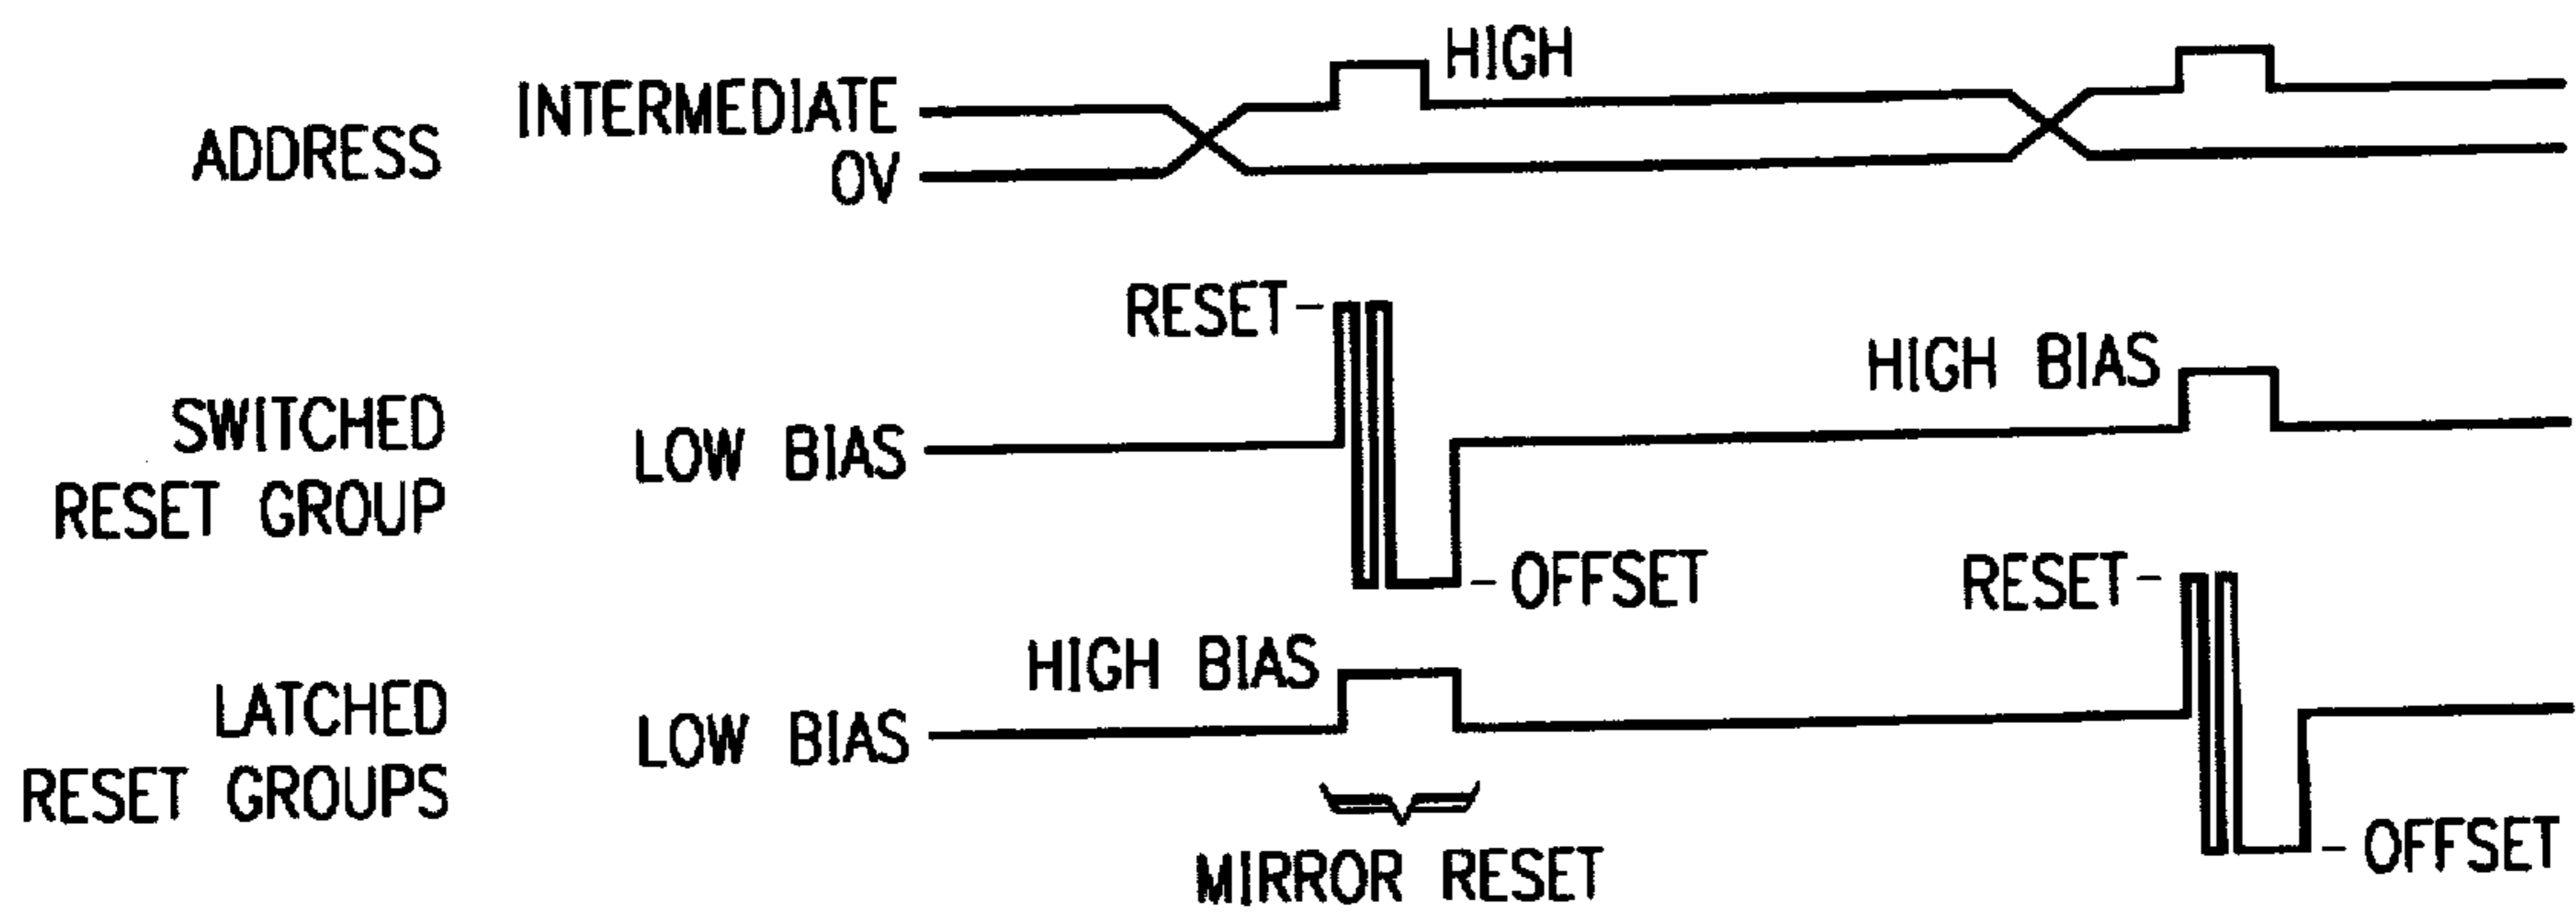 HIGH
INTERMEDIATE
ADDRESS
OV
RESET
HIGH BIAS
SWITCHED
RESET GROUP
LOW BIAS
OFFSET
RESET
HIGH BIAS
LATCHED
RESET GROUPS
LOW BIAS
OFFSET
MIRROR RESET